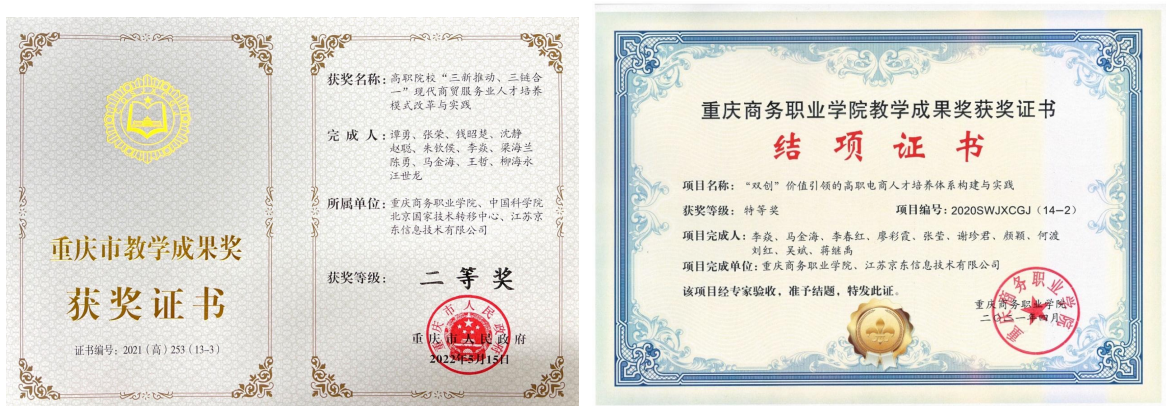 重庆市教学成果奖
获奖证书
证书编号：2021（高）253（13-3）
获奖名称：高职院校“三新推动、三链合
一”现代商贸服务业人才培养
模式改革与实践
完成人：谭勇、张荣、钱昭楚、沈静
赵聪、朱钦侯、李焱、梁海兰
陈勇、马金海、王哲、柳海永
汪世龙
所属单位：重庆商务职业学院、中国科学院
北京国家技术转移中心、江苏京
东信息技术有限公司
获奖等级：二等奖
重庆市人民政府
2022年5月15日
重庆商务职业学院教学成果奖获奖证书
结项证书
项目名称：“双创”价值引领的高职电商人才培养体系构建与实践
获奖等级：特等奖 项目编号：2020SWJXCGJ（14-2）
项目完成人：李焱、马金海、李春红、廖彩霞、张莹、谢珍君、颜颖、何渡
刘红、吴斌、蒋继禹
项目完成单位：重庆商务职业学院、江苏京东信息技术有限公司
该项目经专家验收，准予结题，特发此证。
重庆商务职业学院
二〇二一年四月